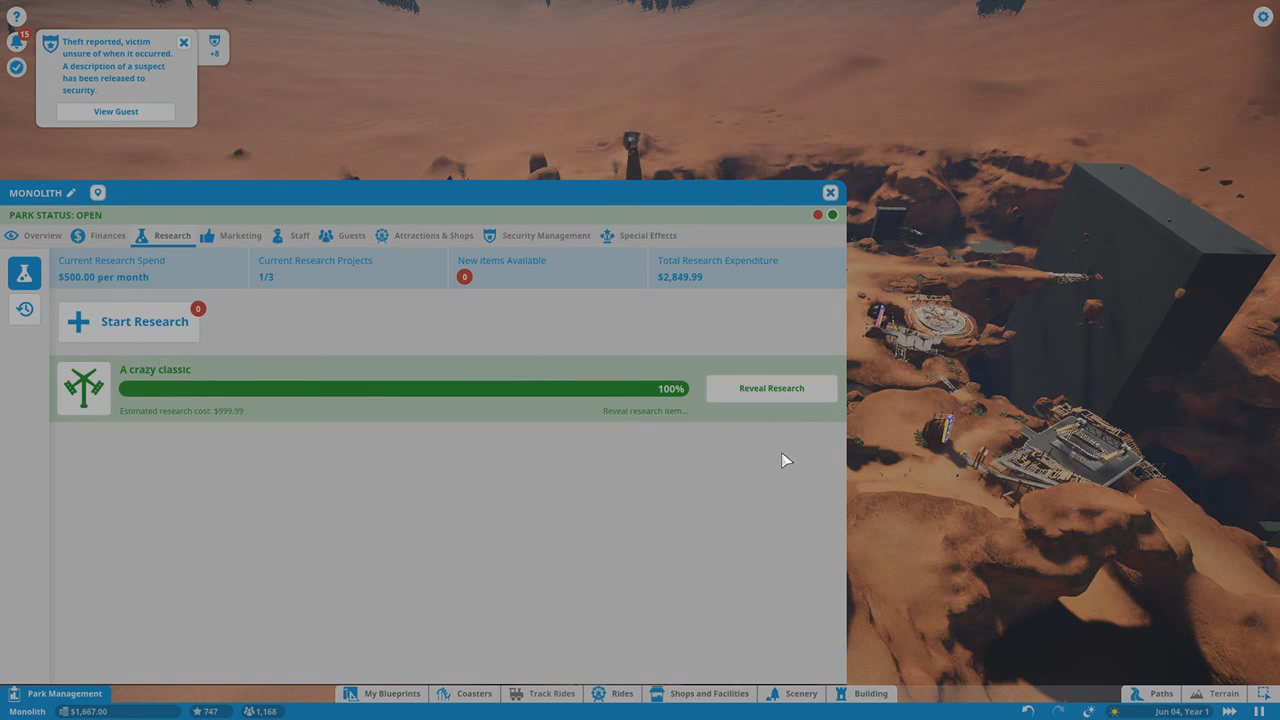 ?
15
Theft reported, victim
unsure of when it occurred.
A description of a suspect
has been released to
security.
+8
View Guest
MONOLITH
PARK STATUS: OPEN
Overview Finances Research Marketing Staff Guests Attractions & Shops Security Management Special Effects
Current Research Spend Current Research Projects New items Available Total Research Expenditure
$500.00 per month 1/3 0 $2,849.99
Start Research 0
A crazy classic
100% Reveal Research
Estimated research cost: $999.99 Reveal research item...
Park Management My Blueprints Coasters Track Rides Rides Shops and Facilities Scenery Building Paths Terrain
Monolith $1,667.00 747 1,168 Jun 04, Year 1